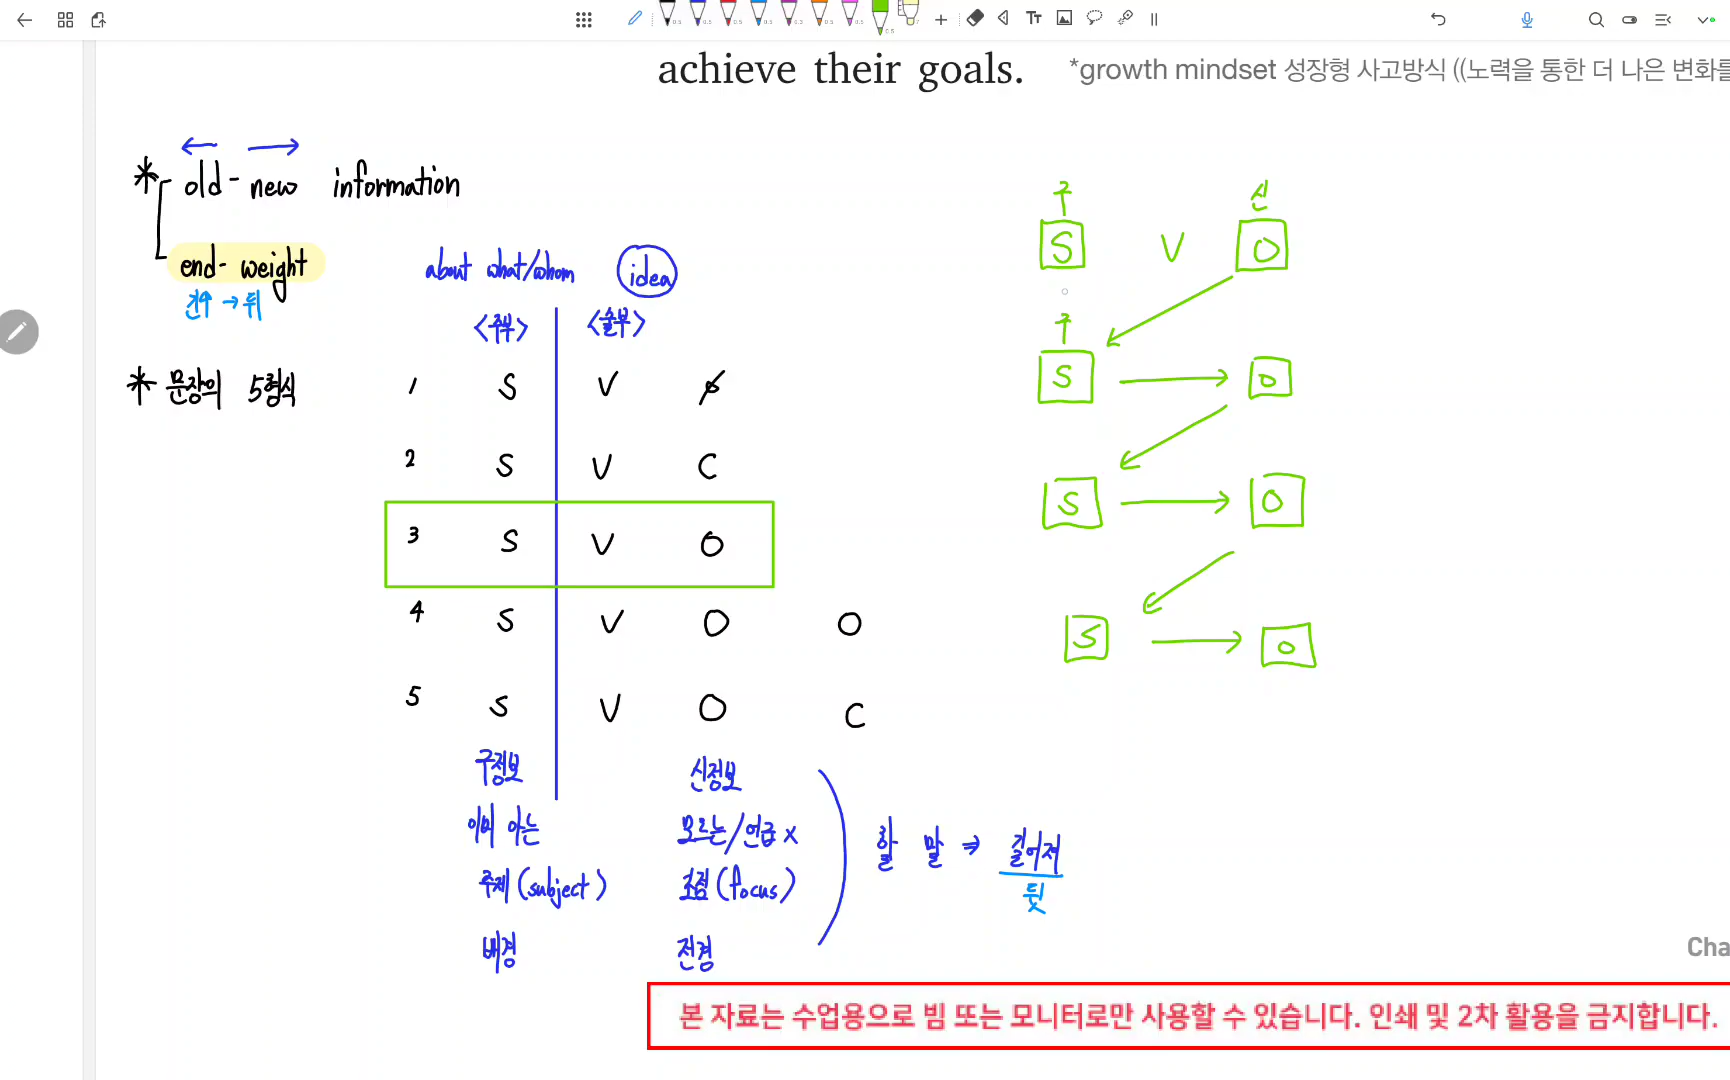 achieve their goals. *growth mindset 성장형 사고방식 ((노력을 통한 더 나은 변화를
* old - new information
end - weight
→ 뒤
* 문장의 5형식
about what/whom idea
<주부> <술부>
1 S V
2 S V C
3 S V O
4 S V O O
5 S V O C
구정보 신정보
이미 아는 모르는/언급 x
주제 (subject) 초점 (focus)
배경 전경
할 말 ⇒ 길어져
뒷
구 신
S V O
구
S → O
S → O
S → O
Cha
본 자료는 수업용으로 빔 또는 모니터로만 사용할 수 있습니다. 인쇄 및 2차 활용을 금지합니다.